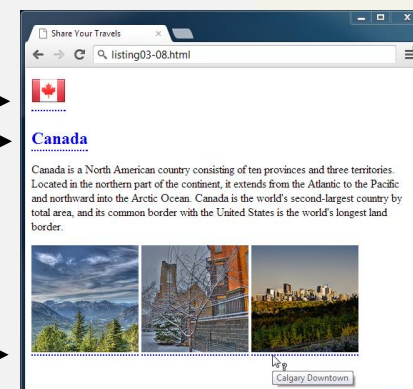 Share Your Travels
listing03-08.html
Canada
Canada is a North American country consisting of ten provinces and three territories.
Located in the northern part of the continent, it extends from the Atlantic to the Pacific
and northward into the Arctic Ocean. Canada is the world's second-largest country by
total area, and its common border with the United States is the world's longest land
border.
Calgary Downtown